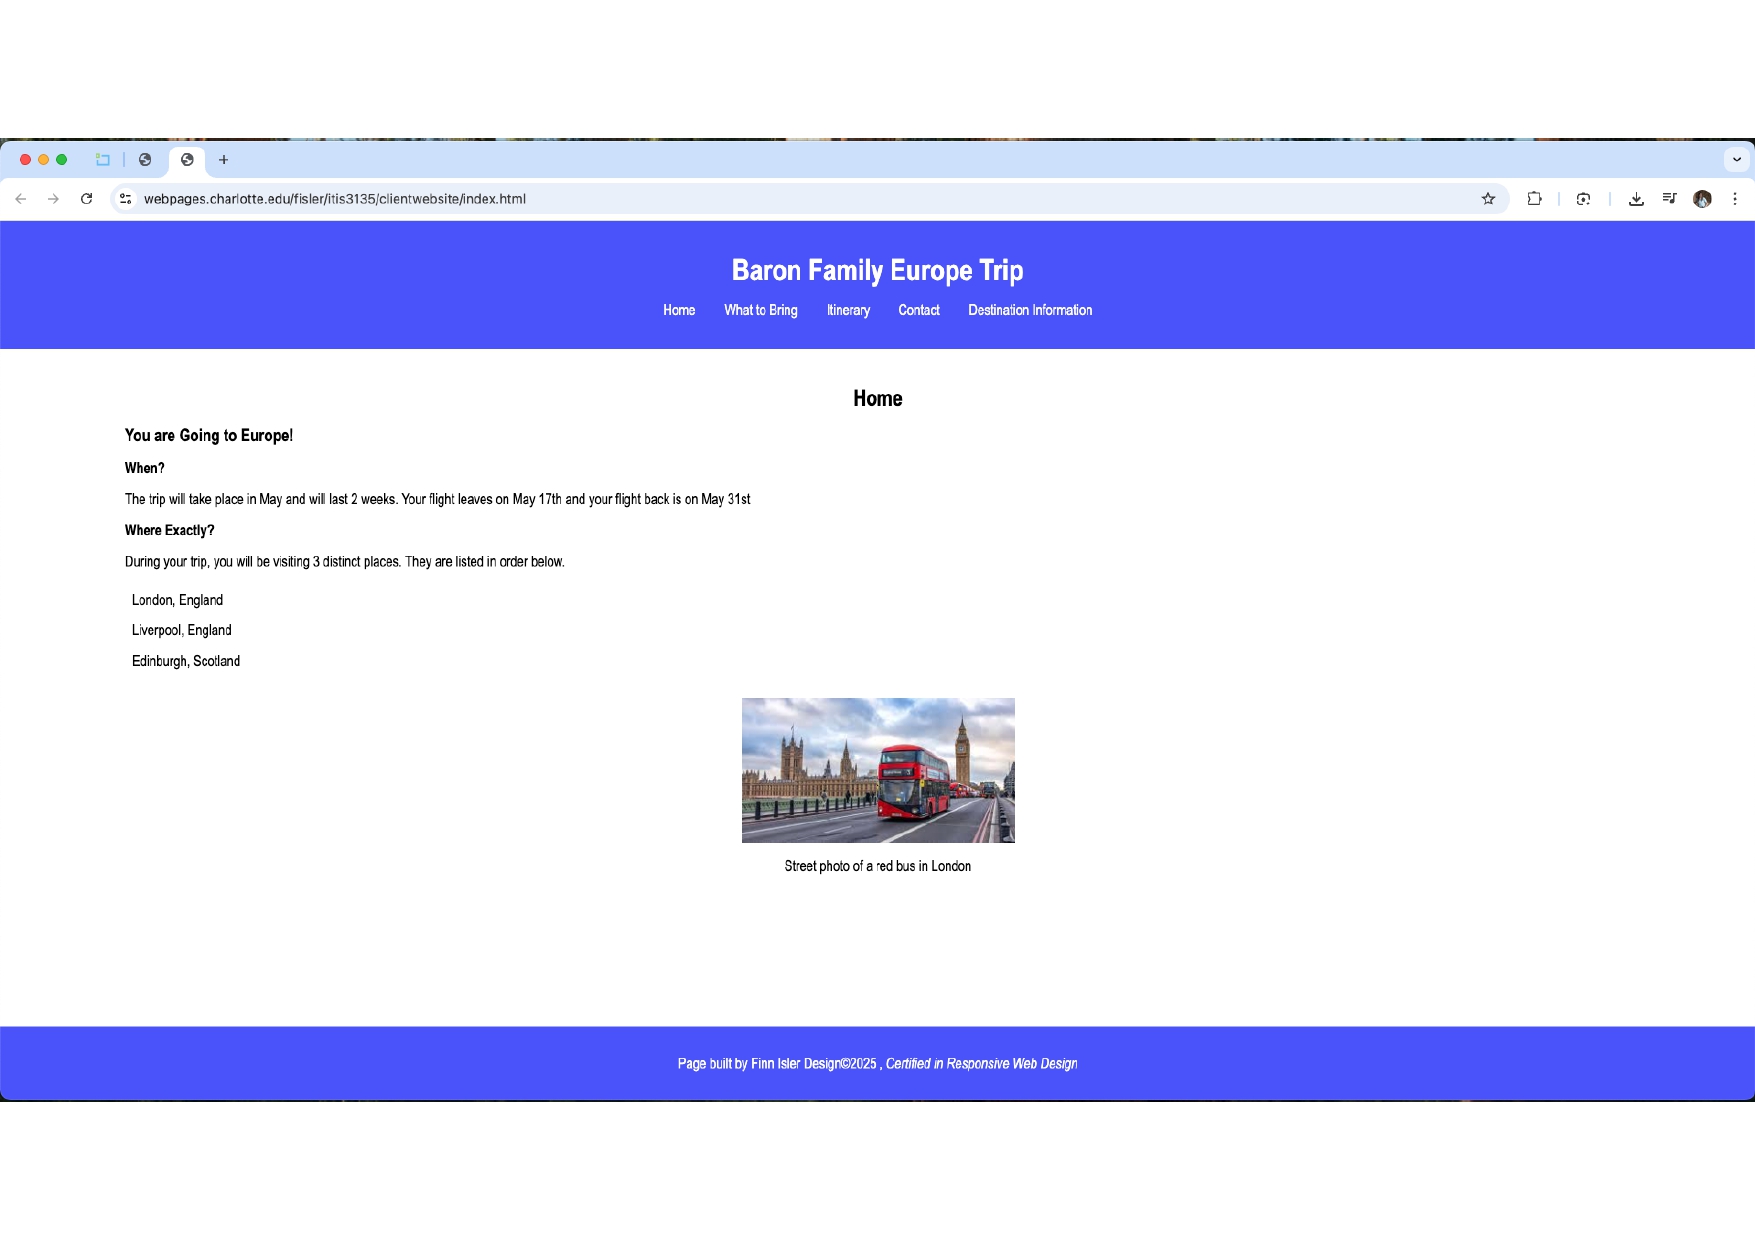 webpages.charlotte.edu/fisler/itis3135/clientwebsite/index.html
Baron Family Europe Trip
Home What to Bring Itinerary Contact Destination Information
Home
You are Going to Europe!
When?
The trip will take place in May and will last 2 weeks. Your flight leaves on May 17th and your flight back is on May 31st
Where Exactly?
During your trip, you will be visiting 3 distinct places. They are listed in order below.
London, England
Liverpool, England
Edinburgh, Scotland
Street photo of a red bus in London
Page built by Finn Isler Design©2025 , Certified in Responsive Web Design